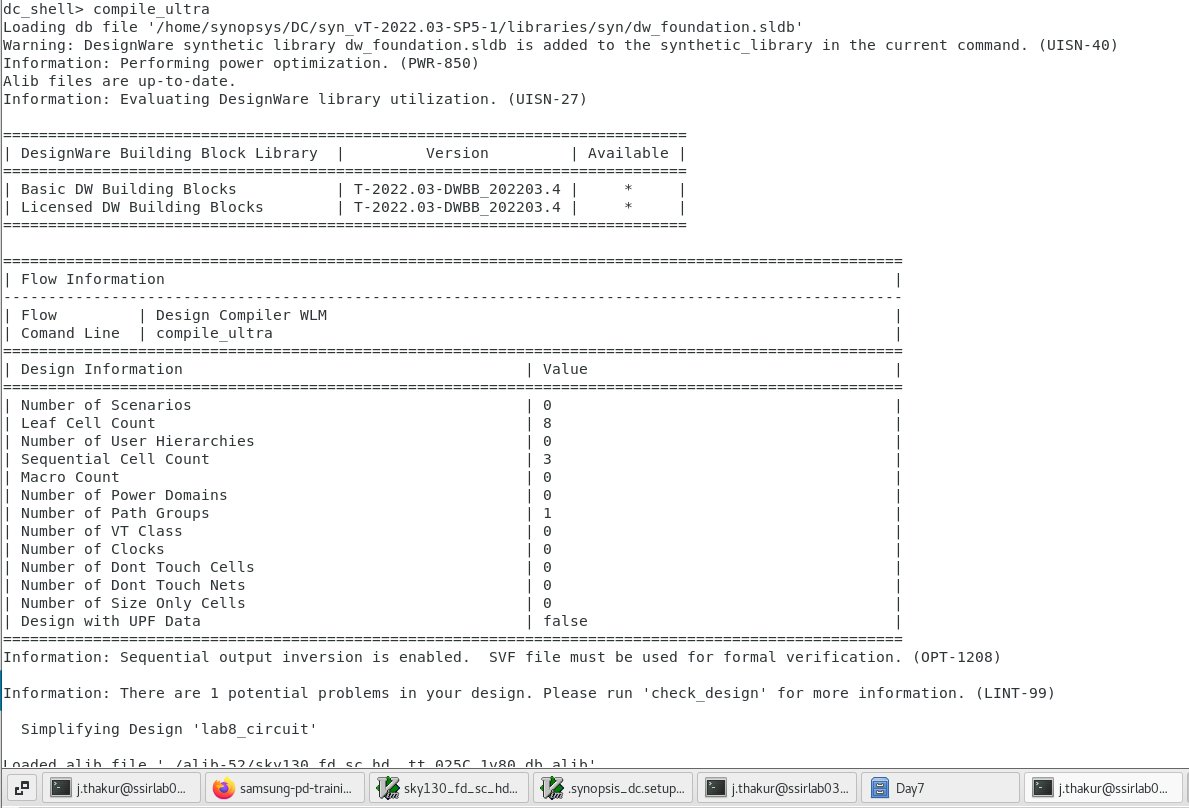 dc_shell> compile_ultra
Loading db file '/home/synopsys/DC/syn_vT-2022.03-SP5-1/libraries/syn/dw_foundation.sldb'
Warning: DesignWare synthetic library dw_foundation.sldb is added to the synthetic_library in the current command. (UISN-40)
Information: Performing power optimization. (PWR-850)
Alib files are up-to-date.
Information: Evaluating DesignWare library utilization. (UISN-27)
============================================================================
| DesignWare Building Block Library  |         Version         | Available |
============================================================================
| Basic DW Building Blocks           | T-2022.03-DWBB_202203.4 |     *     |
| Licensed DW Building Blocks        | T-2022.03-DWBB_202203.4 |     *     |
============================================================================
====================================================================================================
| Flow Information                                                                                 |
----------------------------------------------------------------------------------------------------
| Flow         | Design Compiler WLM                                                               |
| Comand Line  | compile_ultra                                                                     |
====================================================================================================
| Design Information                                      | Value                                  |
====================================================================================================
| Number of Scenarios                                     | 0                                      |
| Leaf Cell Count                                         | 8                                      |
| Number of User Hierarchies                              | 0                                      |
| Sequential Cell Count                                   | 3                                      |
| Macro Count                                             | 0                                      |
| Number of Power Domains                                 | 0                                      |
| Number of Path Groups                                   | 1                                      |
| Number of VT Class                                      | 0                                      |
| Number of Clocks                                        | 0                                      |
| Number of Dont Touch Cells                              | 0                                      |
| Number of Dont Touch Nets                               | 0                                      |
| Number of Size Only Cells                               | 0                                      |
| Design with UPF Data                                    | false                                  |
====================================================================================================
Information: Sequential output inversion is enabled.  SVF file must be used for formal verification. (OPT-1208)
Information: There are 1 potential problems in your design. Please run 'check_design' for more information. (LINT-99)
  Simplifying Design 'lab8_circuit'
Loaded alib file './alib-52/sky130_fd_sc_hd__tt_025C_1v80.db.alib'
j.thakur@ssirlab0... samsung-pd-traini... sky130_fd_sc_hd... .synopsis_dc.setup... j.thakur@ssirlab03... Day7 j.thakur@ssirlab0...